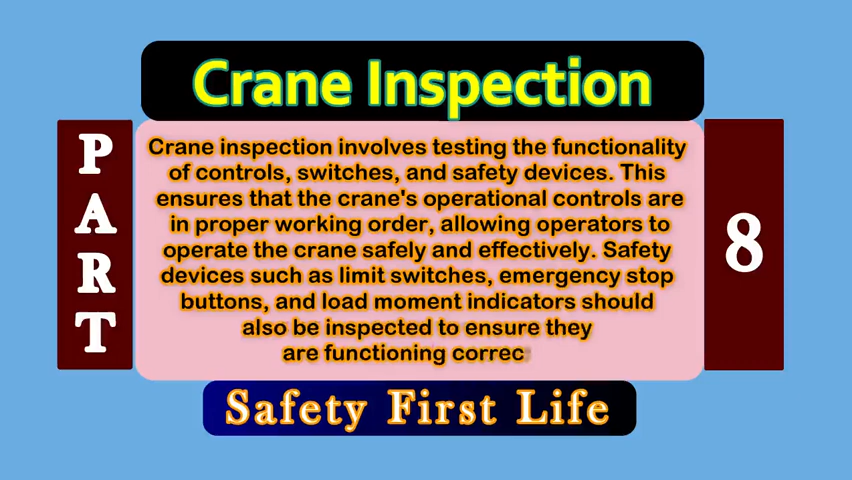 Crane Inspection
PART
Crane inspection involves testing the functionality
of controls, switches, and safety devices. This
ensures that the crane's operational controls are
in proper working order, allowing operators to
operate the crane safely and effectively. Safety
devices such as limit switches, emergency stop
buttons, and load moment indicators should
also be inspected to ensure they
are functioning correc
8
Safety First Life